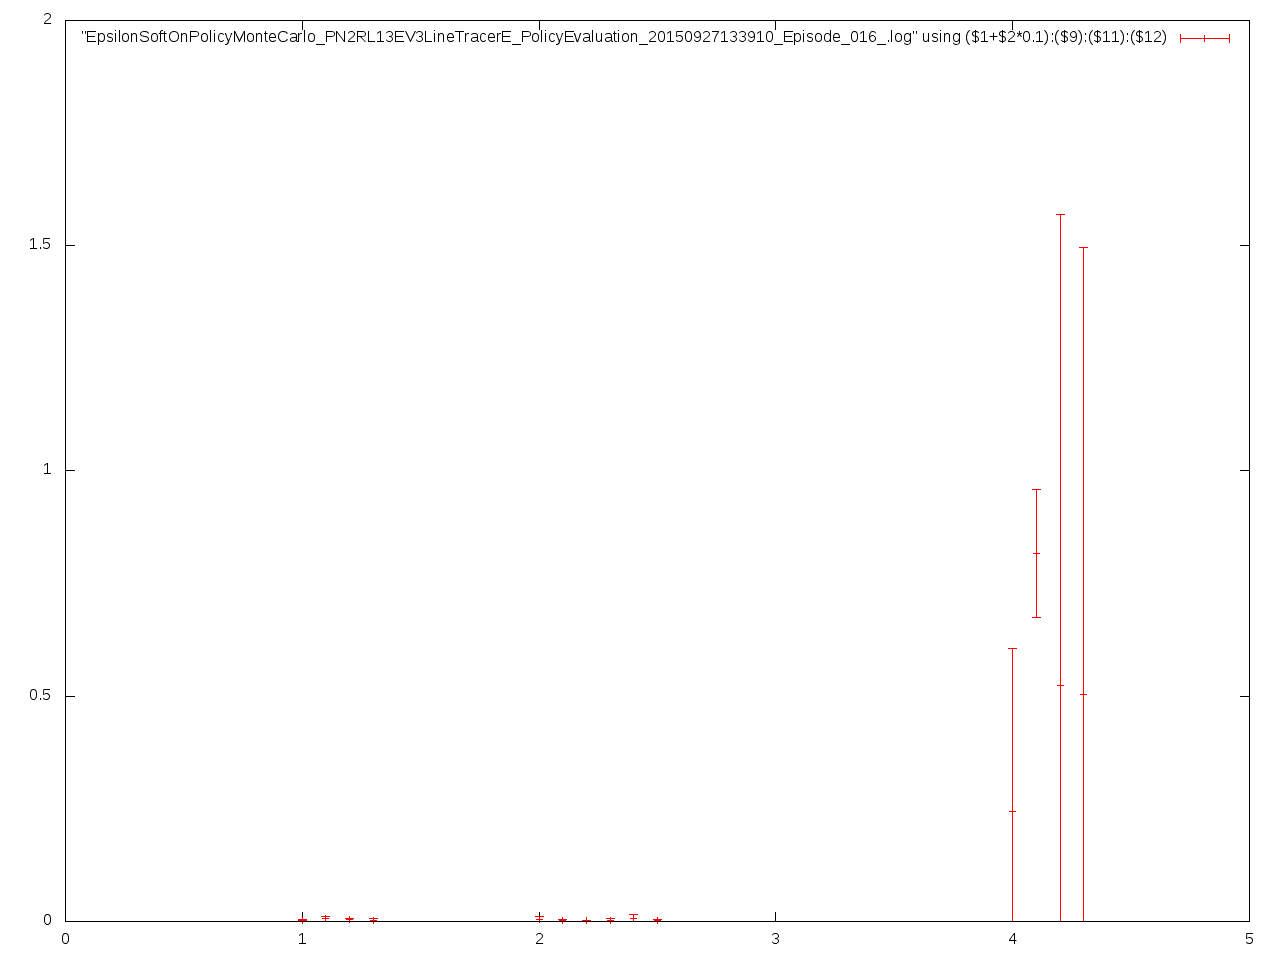 2
"EpsilonSoftOnPolicyMonteCarlo_PN2RL13EV3LineTracerE_PolicyEvaluation_20150927133910_Episode_016_.log" using ($1+$2*0.1):($9):($11):($12)
1.5
1
0.5
0
0 1 2 3 4 5